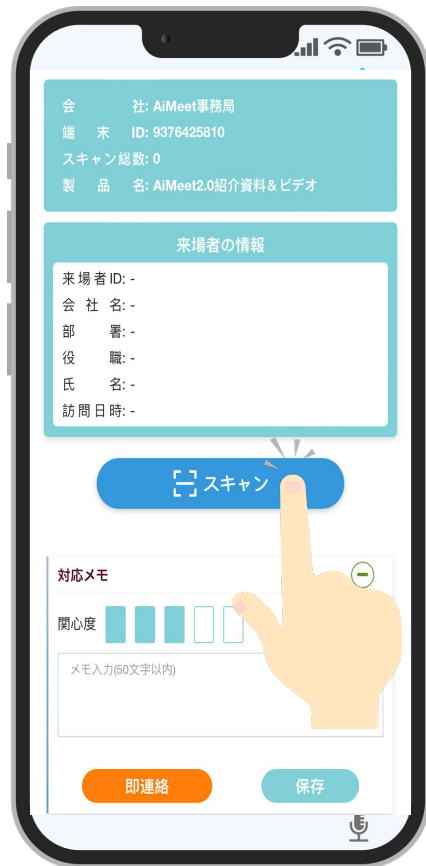 会　　社: AiMeet事務局
端　末　ID: 9376425810
スキャン総数: 0
製　品　名: AiMeet2.0紹介資料&ビデオ
来場者の情報
来場者ID: -
会　社　名: -
部　　署: -
役　　職: -
氏　　名: -
訪問日時: -
スキャン
対応メモ
関心度
メモ入力(50文字以内)
即連絡
保存